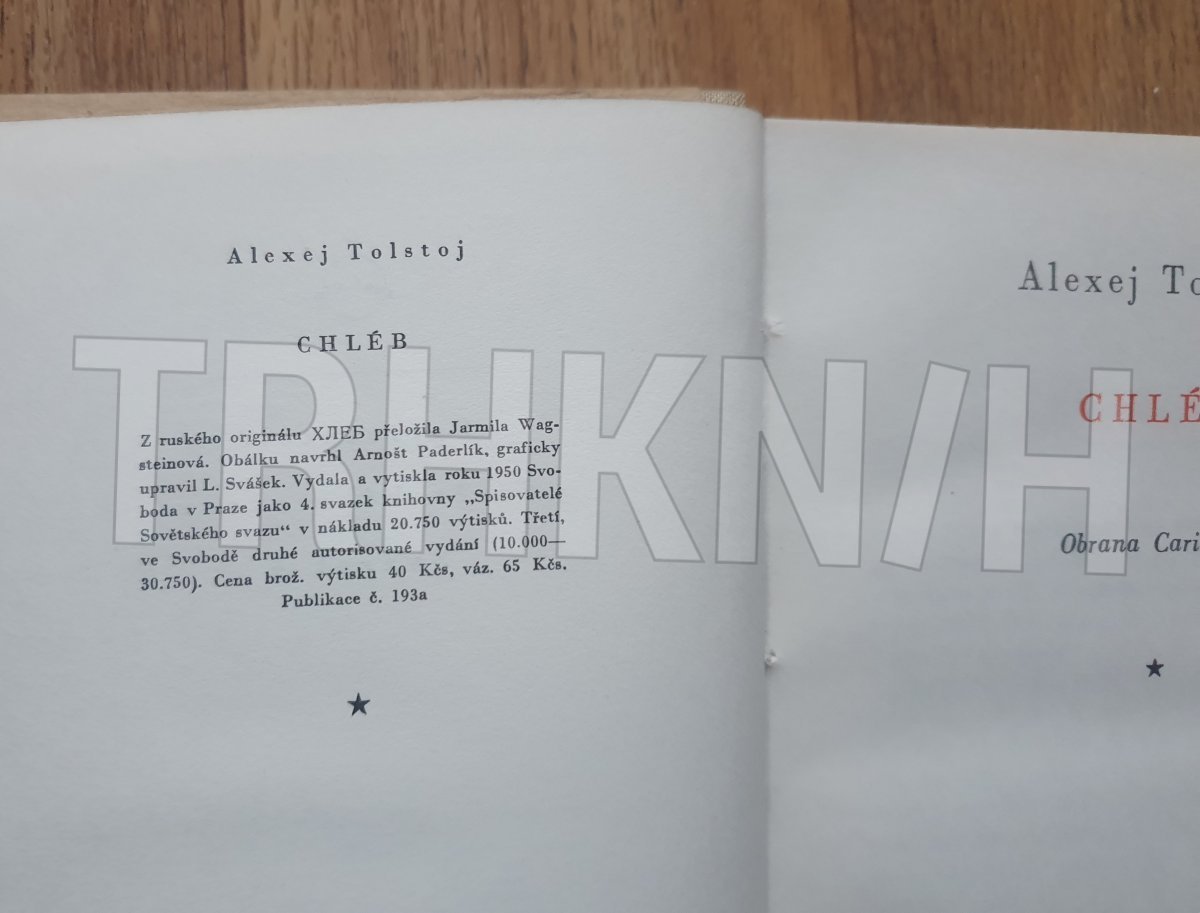 Alexej Tolstoj
CHLÉB
Z ruského originálu ХЛЕБ přeložila Jarmila Wag-
steinová. Obálku navrhl Arnošt Paderlík, graficky
upravil L. Svášek. Vydala a vytiskla roku 1950 Svo-
boda v Praze jako 4. svazek knihovny „Spisovatelé
Sovětského svazu“ v nákladu 20.750 výtisků. Třetí,
ve Svobodě druhé autorisované vydání (10.000—
30.750). Cena brož. výtisku 40 Kčs, váz. 65 Kčs.
Publikace č. 193a
Alexej To
CHLÉ
Obrana Cari
TRHKN/H